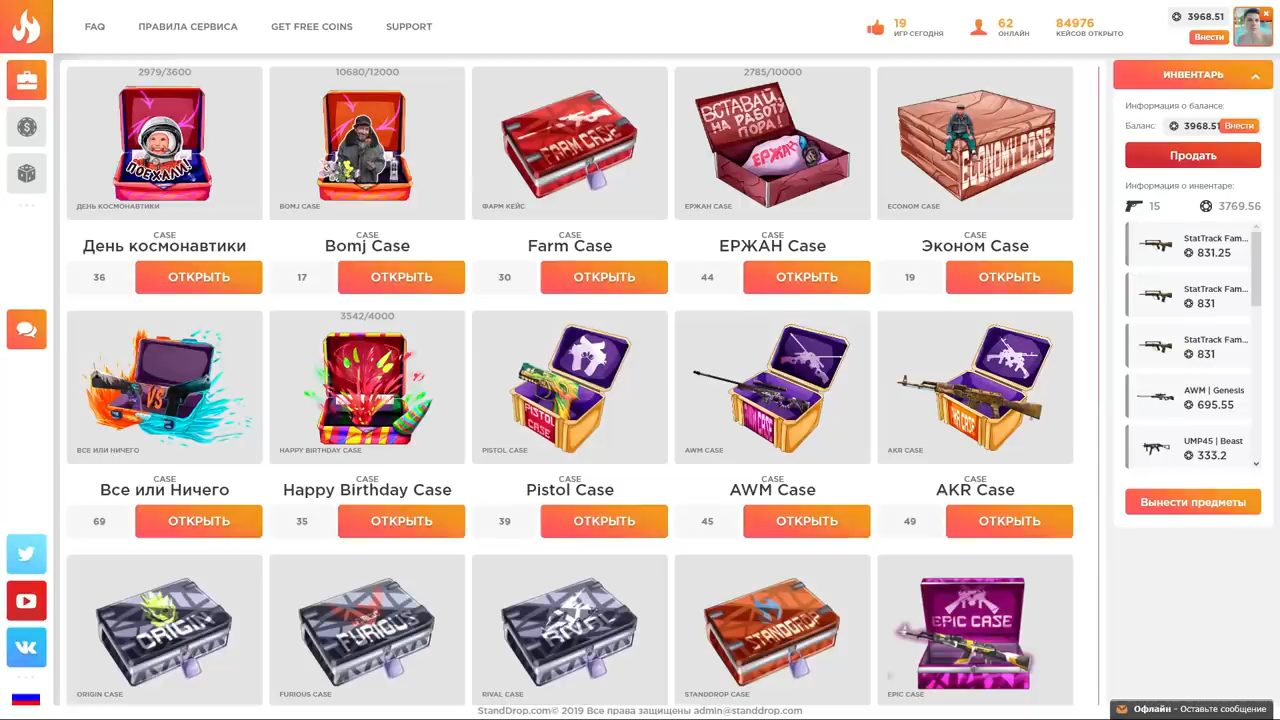 FAQ
ПРАВИЛА СЕРВИСА
GET FREE COINS
SUPPORT
19
ИГР СЕГОДНЯ
62
ОНЛАЙН
84976
КЕЙСОВ ОТКРЫТО
3968.51
Внести
2979/3600
ПОЕХАЛИ!
ДЕНЬ КОСМОНАВТИКИ
10680/12000
BOMJ CASE
FARM CASE
ФАРМ КЕЙС
2785/10000
ВСТАВАЙ,
НА РАБОТУ
ПОРА!
ЕРЖАН
ЕРЖАН CASE
ECONOMY CASE
ECONOM CASE
CASE
День космонавтики
CASE
Bomj Case
CASE
Farm Case
CASE
ЕРЖАН Case
CASE
Эконом Case
36
ОТКРЫТЬ
17
ОТКРЫТЬ
30
ОТКРЫТЬ
44
ОТКРЫТЬ
19
ОТКРЫТЬ
VS
ВСЕ ИЛИ НИЧЕГО
3542/4000
HAPPY BIRTHDAY CASE
PISTOL
CASE
PISTOL CASE
AWM CASE
AWM CASE
AKR CASE
AKR CASE
CASE
Все или Ничего
CASE
Happy Birthday Case
CASE
Pistol Case
CASE
AWM Case
CASE
AKR Case
69
ОТКРЫТЬ
35
ОТКРЫТЬ
39
ОТКРЫТЬ
45
ОТКРЫТЬ
49
ОТКРЫТЬ
ORIGIN
ORIGIN CASE
FURIOUS
FURIOUS CASE
RIVAL
RIVAL CASE
STANDDROP
STANDDROP CASE
EPIC CASE
EPIC CASE
ИНВЕНТАРЬ
Информация о балансе:
Баланс:
3968.51
Внести
Продать
Информация о инвентаре:
15
3769.56
StatTrack Fam...
831.25
StatTrack Fam...
831
StatTrack Fam...
831
AWM | Genesis
695.55
UMP45 | Beast
333.2
Вынести предметы
StandDrop.com© 2019 Все права защищены admin@standdrop.com
Офлайн – Оставьте сообщение